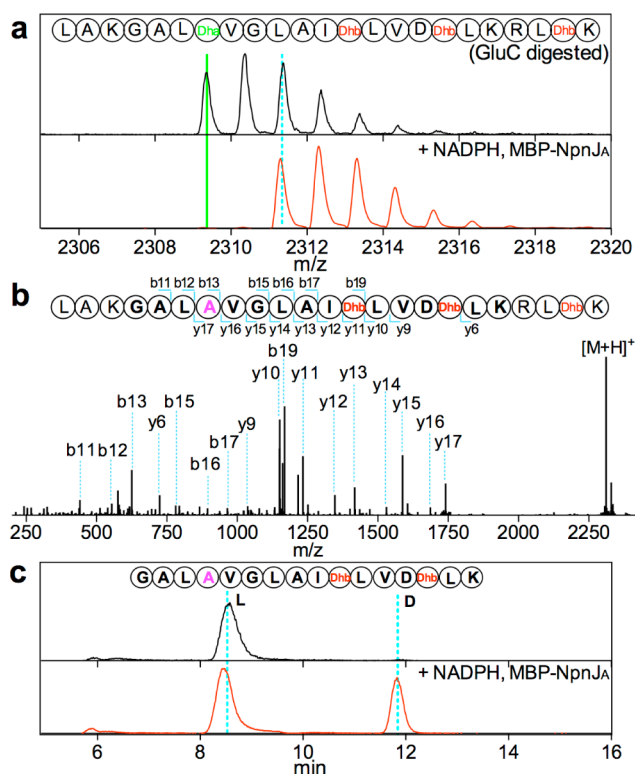 a
L A K G A L Dha V G L A I Dhb L V D Dhb L K R L Dhb K
(GluC digested)
+ NADPH, MBP-NpnJA
2306 2308 2310 2312 2314 2316 2318 2320
m/z
b
b11 b12 b13 b15 b16 b17 b19
L A K G A L A V G L A I Dhb L V D Dhb L K R L Dhb K
y17 y16 y15 y14 y13 y12 y11 y10 y9 y6
[M+H]+
b19
y10 y11 y13
b13 y12 y14
y6 y9 y15
b15 b17 y16
b11 b12 b16 y17
250 500 750 1000 1250 1500 1750 2000 2250
m/z
c
G A L A V G L A I Dhb L V D Dhb L K
L D
+ NADPH, MBP-NpnJA
6 8 10 12 14 16
min